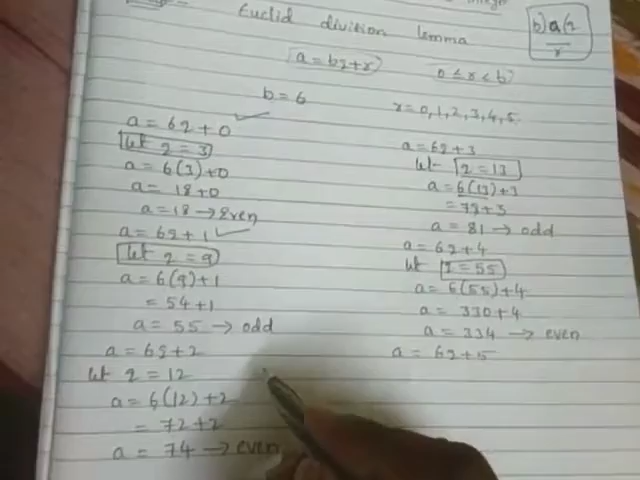 Euclid division lemma
b) a (q
r
a = bq + r
0 ≤ r < b
b = 6
r = 0, 1, 2, 3, 4, 5.
a = 6q + 0
let q = 3
a = 6(3) + 0
a = 18 + 0
a = 18 → Even
a = 6q + 1
let q = 9
a = 6(9) + 1
= 54 + 1
a = 55 → odd
a = 6q + 2
let q = 12
a = 6(12) + 2
= 72 + 2
a = 74 → even
a = 6q + 3
let q = 13
a = 6(13) + 3
= 78 + 3
a = 81 → odd
a = 6q + 4
let q = 55
a = 6(55) + 4
a = 330 + 4
a = 334 → even
a = 6q + 5